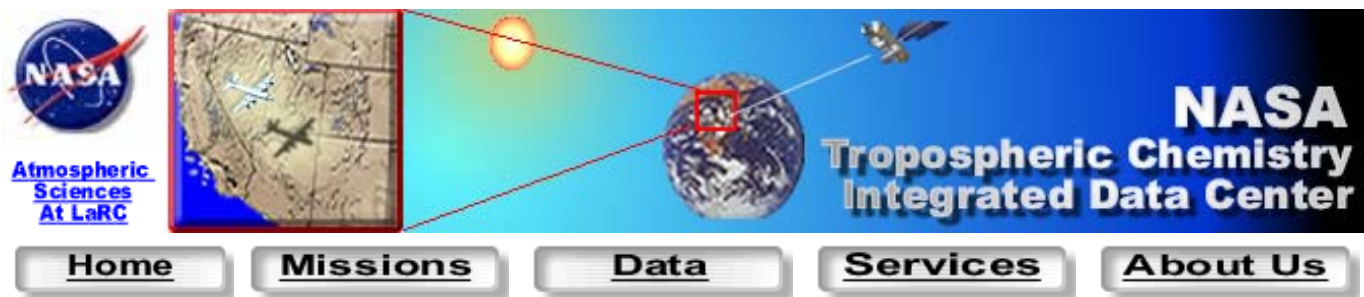 NASA
Atmospheric
Sciences
At LaRC
NASA
Tropospheric Chemistry
Integrated Data Center
Home
Missions
Data
Services
About Us